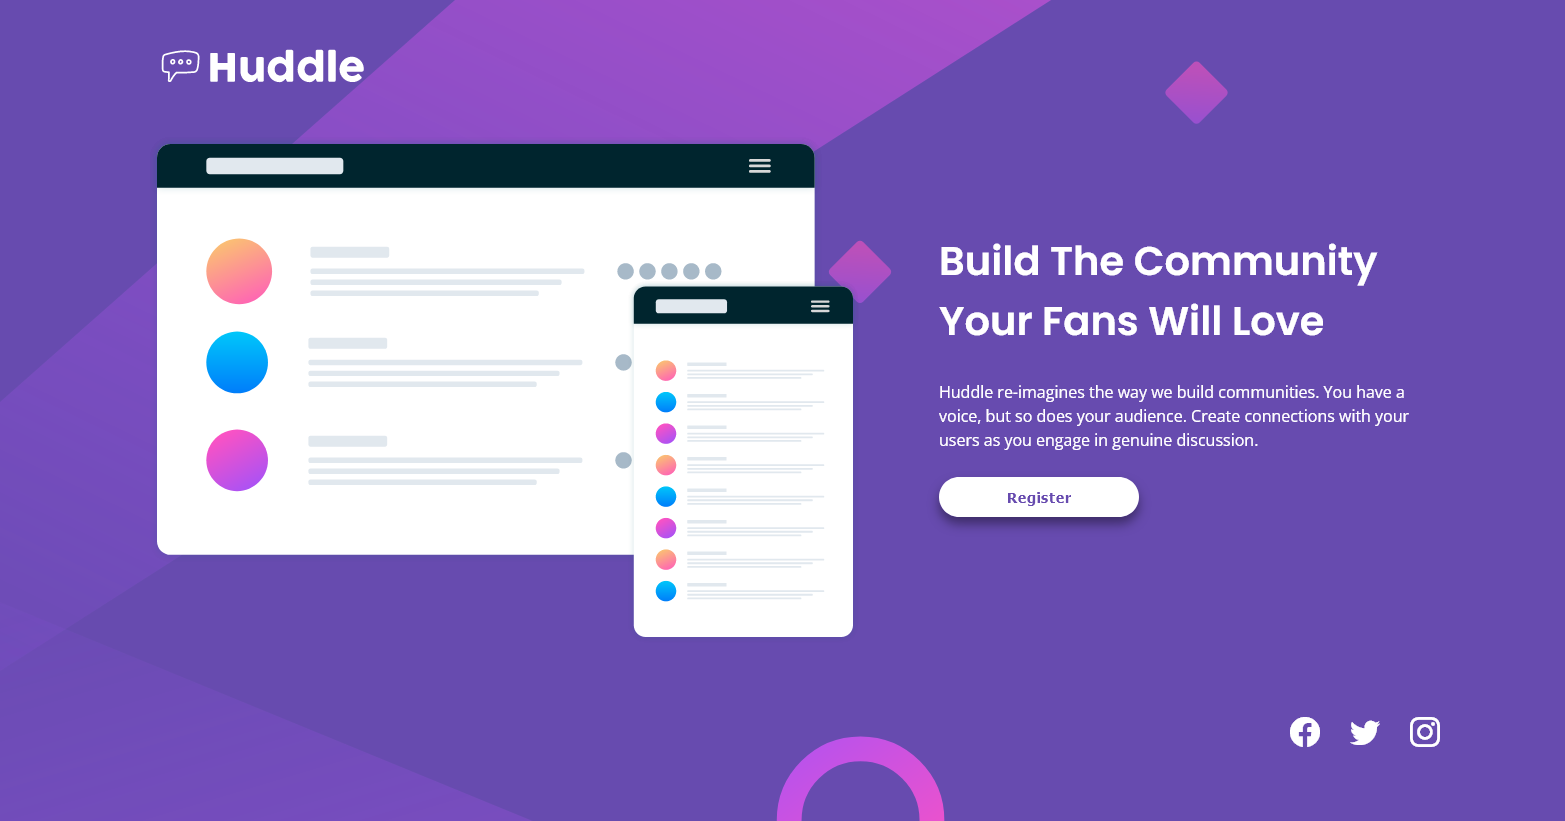 Huddle
Build The Community
Your Fans Will Love
Huddle re-imagines the way we build communities. You have a
voice, but so does your audience. Create connections with your
users as you engage in genuine discussion.
Register